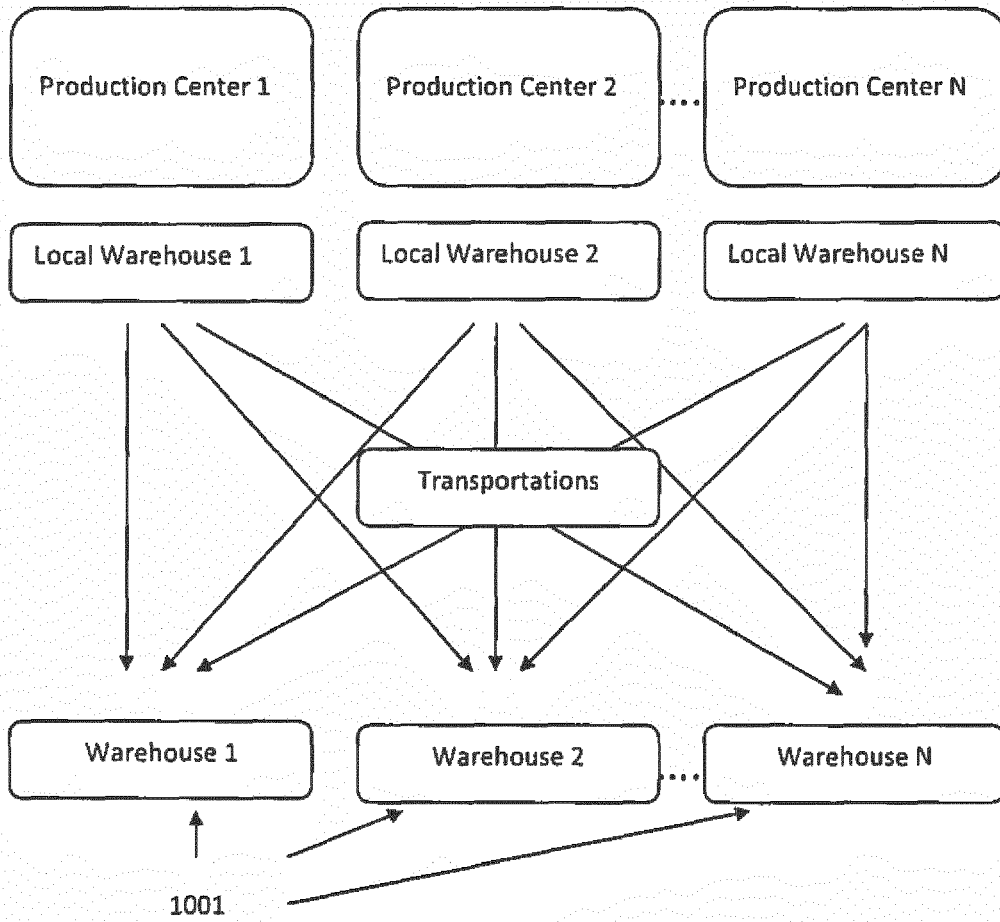 Production Center 1
Production Center 2
Production Center N
Local Warehouse 1
Local Warehouse 2
Local Warehouse N
Transportations
Warehouse 1
Warehouse 2
Warehouse N
1001